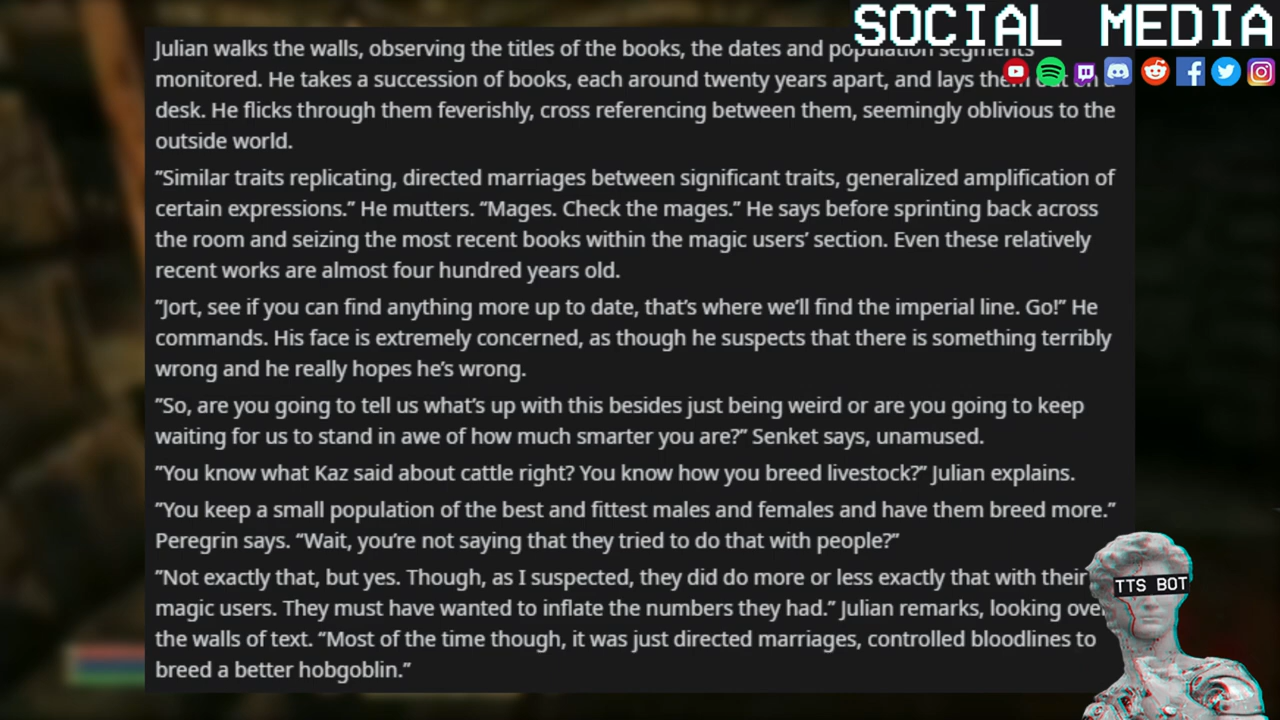 SOCIAL MEDIA
Julian walks the walls, observing the titles of the books, the dates and population segments
monitored. He takes a succession of books, each around twenty years apart, and lays them out on a
desk. He flicks through them feverishly, cross referencing between them, seemingly oblivious to the
outside world.
”Similar traits replicating, directed marriages between significant traits, generalized amplification of
certain expressions.” He mutters. “Mages. Check the mages.” He says before sprinting back across
the room and seizing the most recent books within the magic users’ section. Even these relatively
recent works are almost four hundred years old.
”Jort, see if you can find anything more up to date, that’s where we’ll find the imperial line. Go!” He
commands. His face is extremely concerned, as though he suspects that there is something terribly
wrong and he really hopes he’s wrong.
”So, are you going to tell us what’s up with this besides just being weird or are you going to keep
waiting for us to stand in awe of how much smarter you are?” Senket says, unamused.
”You know what Kaz said about cattle right? You know how you breed livestock?” Julian explains.
”You keep a small population of the best and fittest males and females and have them breed more.”
Peregrin says. “Wait, you’re not saying that they tried to do that with people?”
”Not exactly that, but yes. Though, as I suspected, they did do more or less exactly that with their
magic users. They must have wanted to inflate the numbers they had.” Julian remarks, looking over
the walls of text. “Most of the time though, it was just directed marriages, controlled bloodlines to
breed a better hobgoblin.”
TTS BOT